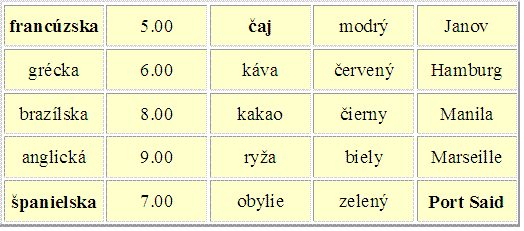 francúzska 5.00 čaj modrý Janov
grécka 6.00 káva červený Hamburg
brazílska 8.00 kakao čierny Manila
anglická 9.00 ryža biely Marseille
španielska 7.00 obylie zelený Port Said